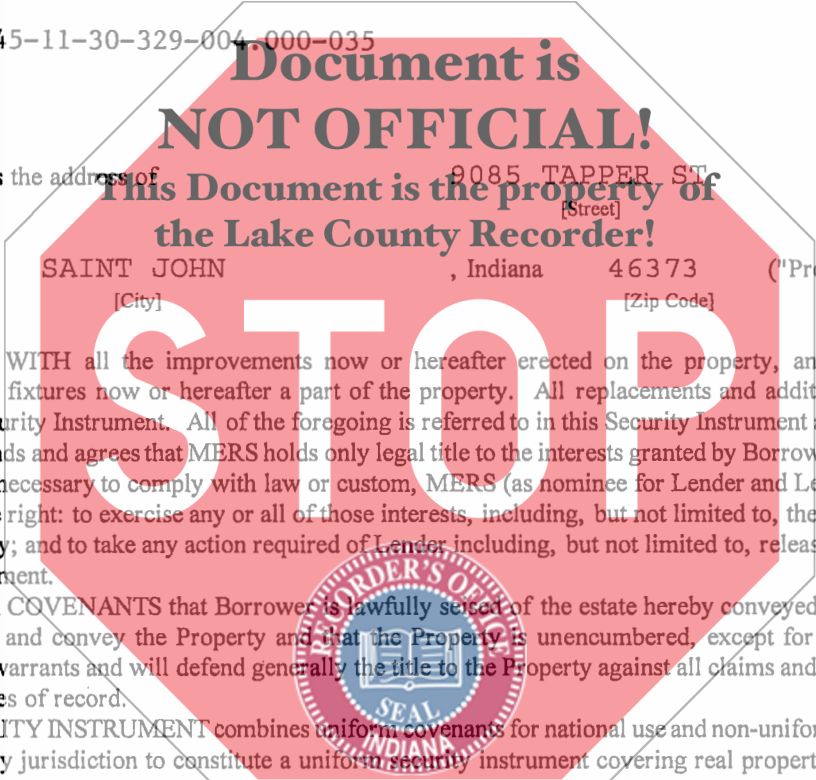 45-11-30-329-004.000-035
Document is
NOT OFFICIAL!
s the address of 9085 TAPPER ST
This Document is the property of
[Street]
the Lake County Recorder!
SAINT JOHN , Indiana 46373 ("Pro
[City] [Zip Code]
STOP
WITH all the improvements now or hereafter erected on the property, an
fixtures now or hereafter a part of the property. All replacements and addit
urity Instrument. All of the foregoing is referred to in this Security Instrument a
ds and agrees that MERS holds only legal title to the interests granted by Borrow
necessary to comply with law or custom, MERS (as nominee for Lender and Le
right: to exercise any or all of those interests, including, but not limited to, the
y; and to take any action required of Lender including, but not limited to, releas
ment.
COVENANTS that Borrower is lawfully seised of the estate hereby conveyed
and convey the Property and that the Property is unencumbered, except for
warrants and will defend generally the title to the Property against all claims and
es of record.
ITY INSTRUMENT combines uniform covenants for national use and non-unifor
y jurisdiction to constitute a uniform security instrument covering real propert
RECORDER'S OFFICE
SEAL
INDIANA